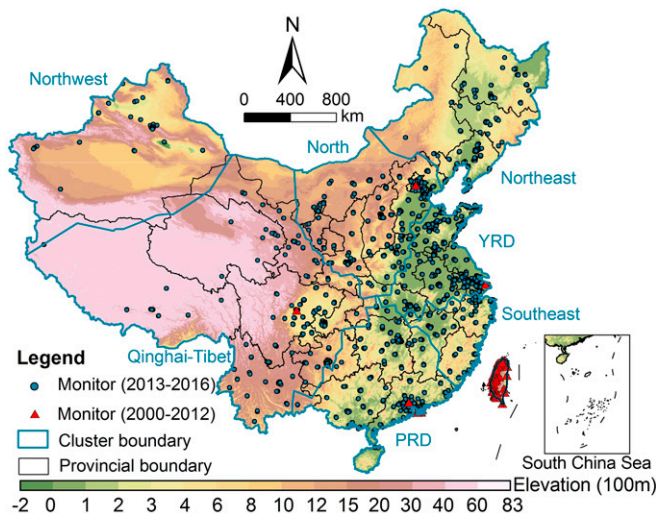 N
Northwest
0 400 800
km
North
Northeast
YRD
Southeast
Legend
Qinghai-Tibet
Monitor (2013-2016)
Monitor (2000-2012)
Cluster boundary
PRD
Provincial boundary
South China Sea
Elevation (100m)
-2 0 1 2 3 6 8 10 12 15 20 30 40 60 83